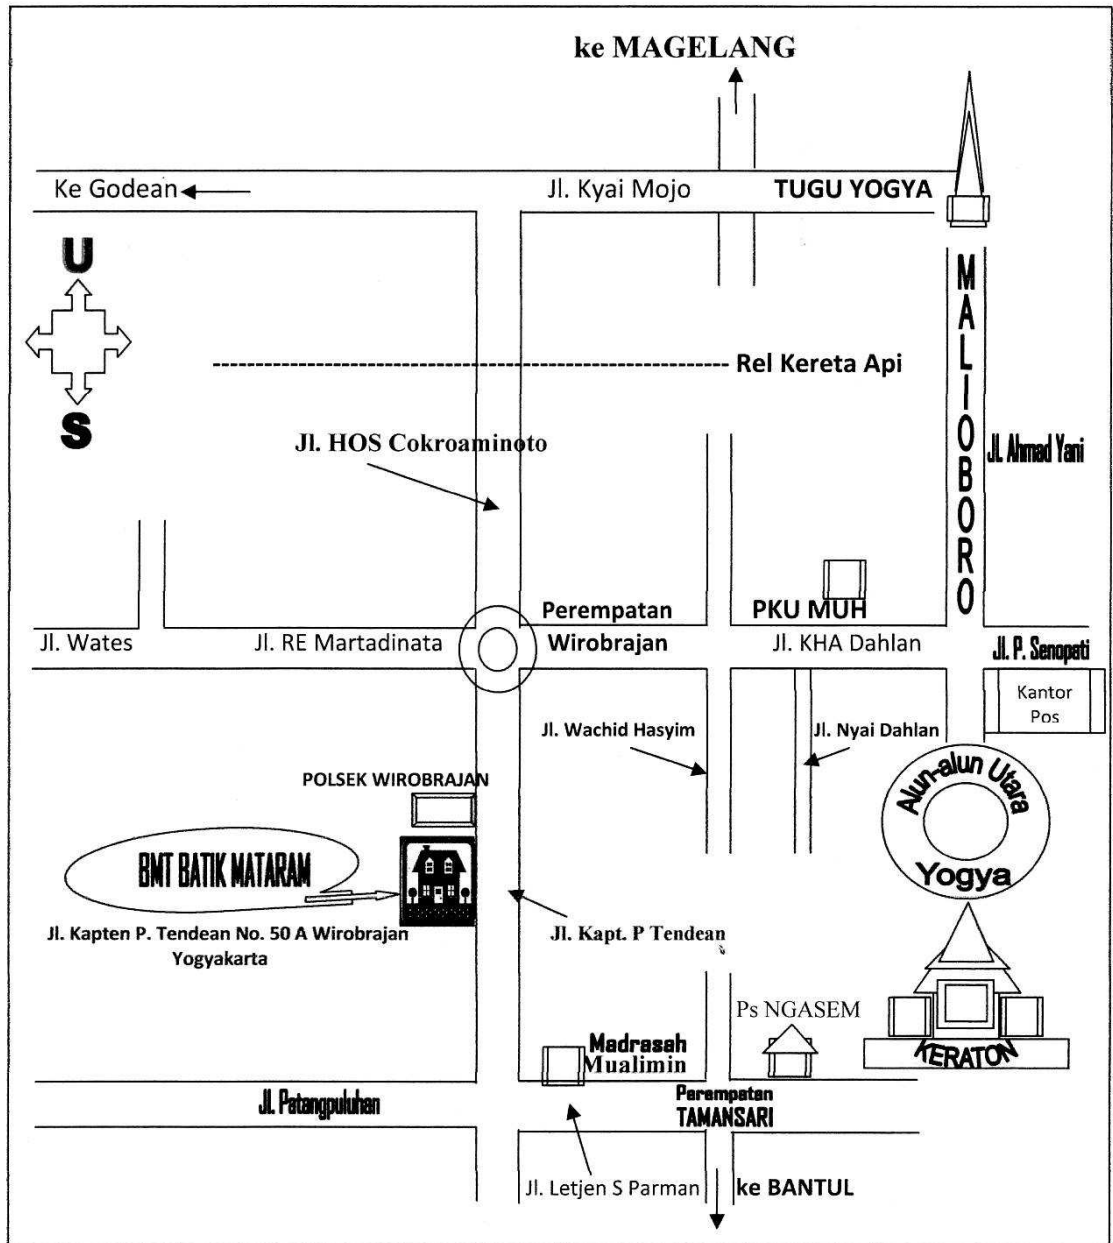 ke MAGELANG
Ke Godean
Jl. Kyai Mojo
TUGU YOGYA
U
S
MALIOBORO
Rel Kereta Api
Jl. HOS Cokroaminoto
Jl. Ahmad Yani
Perempatan
Wirobrajan
PKU MUH
Jl. Wates
Jl. RE Martadinata
Jl. KHA Dahlan
Jl. P. Senopati
Kantor
Pos
Jl. Wachid Hasyim
Jl. Nyai Dahlan
POLSEK WIROBRAJAN
Alun-alun Utara
Yogya
BMT BATIK MATARAM
Jl. Kapten P. Tendean No. 50 A Wirobrajan
Yogyakarta
Jl. Kapt. P Tendean
Ps NGASEM
KERATON
Madrasah
Mualimin
Jl. Patangpuluhan
Perempatan
TAMANSARI
Jl. Letjen S Parman
ke BANTUL